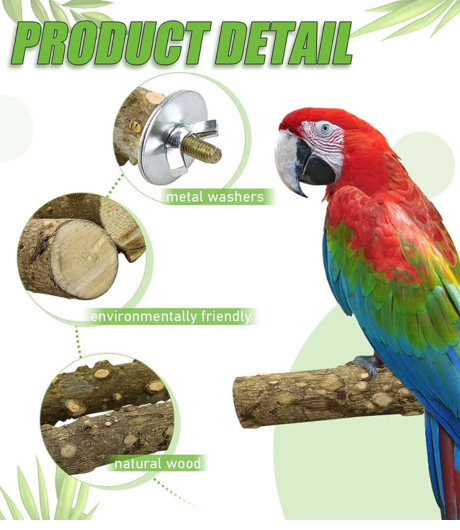 PRODUCT DETAIL
metal washers
environmentally friendly
natural wood